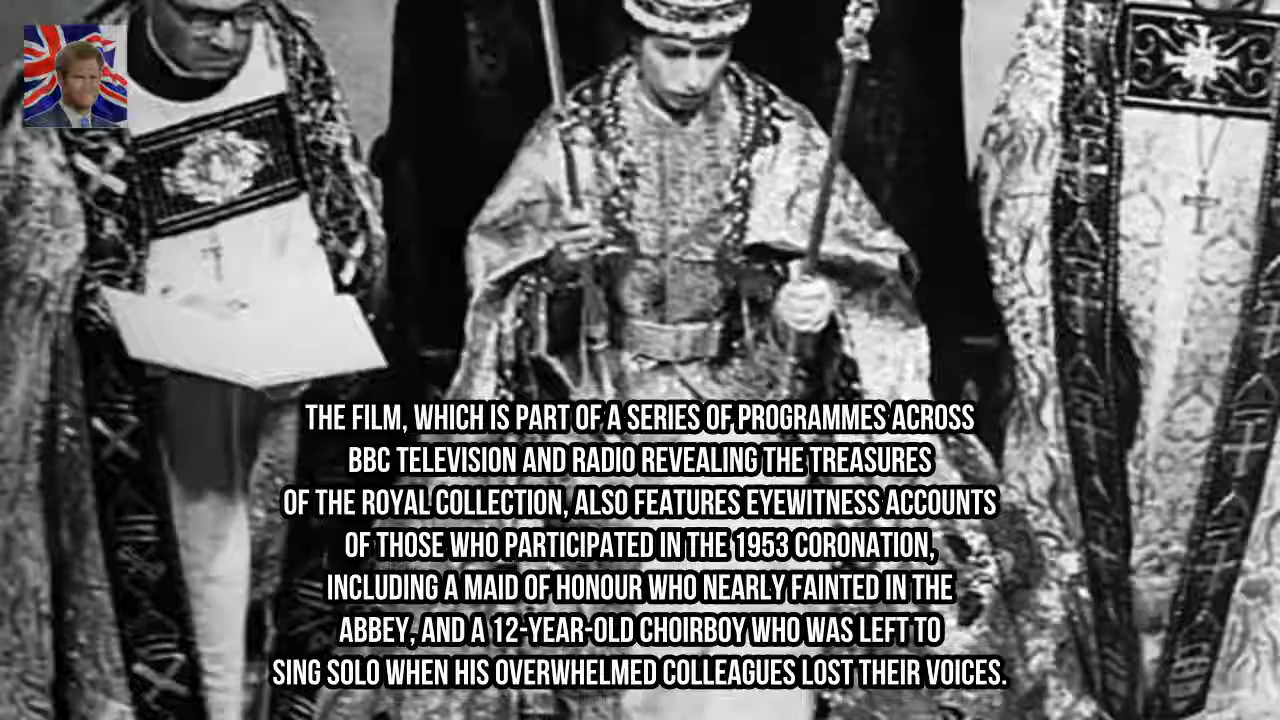 THE FILM, WHICH IS PART OF A SERIES OF PROGRAMMES ACROSS
BBC TELEVISION AND RADIO REVEALING THE TREASURES
OF THE ROYAL COLLECTION, ALSO FEATURES EYEWITNESS ACCOUNTS
OF THOSE WHO PARTICIPATED IN THE 1953 CORONATION,
INCLUDING A MAID OF HONOUR WHO NEARLY FAINTED IN THE
ABBEY, AND A 12-YEAR-OLD CHOIRBOY WHO WAS LEFT TO
SING SOLO WHEN HIS OVERWHELMED COLLEAGUES LOST THEIR VOICES.